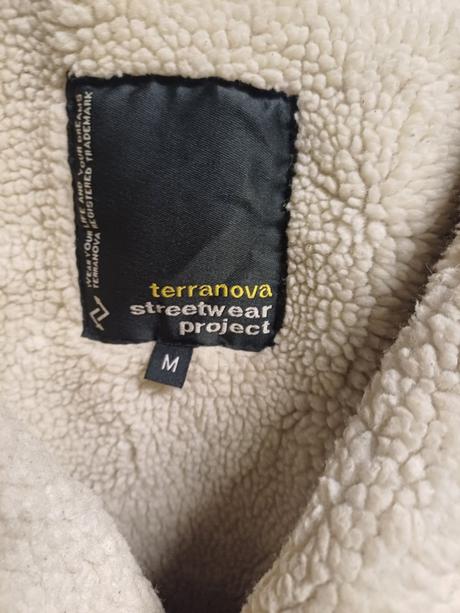 WEAR YOUR LIFE AND YOUR DREAMS
TERRANOVA REGISTERED TRADEMARK
terranova
streetwear
project
M